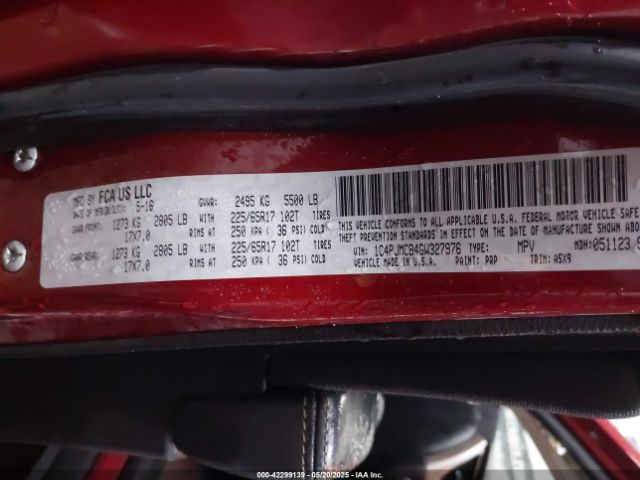 MFD BY FCA US LLC
DATE OF MFR 5-16 GVWR: 2495 KG 5500 LB
GAWR FRONT: 1273 KG 2805 LB WITH 225/65R17 102T TIRES
17X7.0 RIMS AT 250 KPA ( 36 PSI) COLD
GAWR REAR: 1273 KG 2805 LB WITH 225/65R17 102T TIRES
17X7.0 RIMS AT 250 KPA ( 36 PSI) COLD
THIS VEHICLE CONFORMS TO ALL APPLICABLE U.S.A. FEDERAL MOTOR
THEFT PREVENTION STANDARDS IN EFFECT ON THE DATE OF MANUFACTURE SHOWN ABOVE
VIN: 1C4PJMCB4GW327976 TYPE: MPV MDH:051123
VEHICLE MADE IN U.S.A. PAINT: PRP TRIM: A5X9
000-42299139 - 05/20/2025 - IAA Inc.